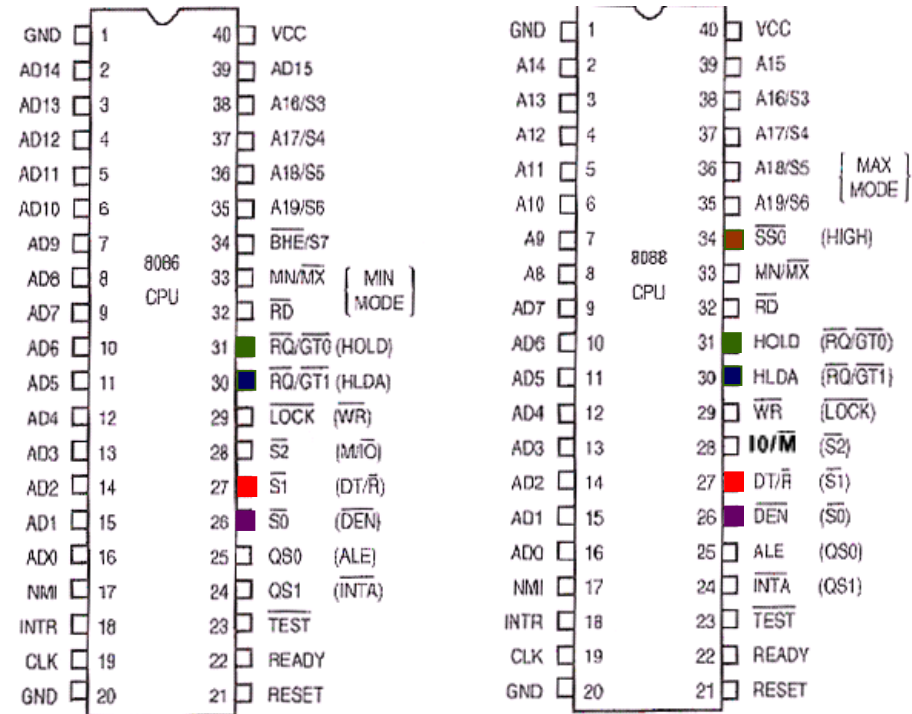 GND 1 40 VCC
AD14 2 39 AD15
AD13 3 38 A16/S3
AD12 4 37 A17/S4
AD11 5 36 A18/S5
AD10 6 35 A19/S6
AD9 7 34 BHE/S7
8086
AD8 8 33 MN/MX MIN
CPU MODE
AD7 9 32 RD
AD6 10 31 RQ/GT0 (HOLD)
AD5 11 30 RQ/GT1 (HLDA)
AD4 12 29 LOCK (WR)
AD3 13 28 S2 (M/IO)
AD2 14 27 S1 (DT/R)
AD1 15 26 S0 (DEN)
AD0 16 25 QS0 (ALE)
NMI 17 24 QS1 (INTA)
INTR 18 23 TEST
CLK 19 22 READY
GND 20 21 RESET
GND 1 40 VCC
A14 2 39 A15
A13 3 38 A16/S3
A12 4 37 A17/S4
A11 5 36 A18/S5 MAX
MODE
A10 6 35 A19/S6
A9 7 34 SS0 (HIGH)
8088
A8 8 33 MN/MX
CPU
AD7 9 32 RD
AD6 10 31 HOLD (RQ/GT0)
AD5 11 30 HLDA (RQ/GT1)
AD4 12 29 WR (LOCK)
AD3 13 28 IO/M (S2)
AD2 14 27 DT/R (S1)
AD1 15 26 DEN (S0)
AD0 16 25 ALE (QS0)
NMI 17 24 INTA (QS1)
INTR 18 23 TEST
CLK 19 22 READY
GND 20 21 RESET